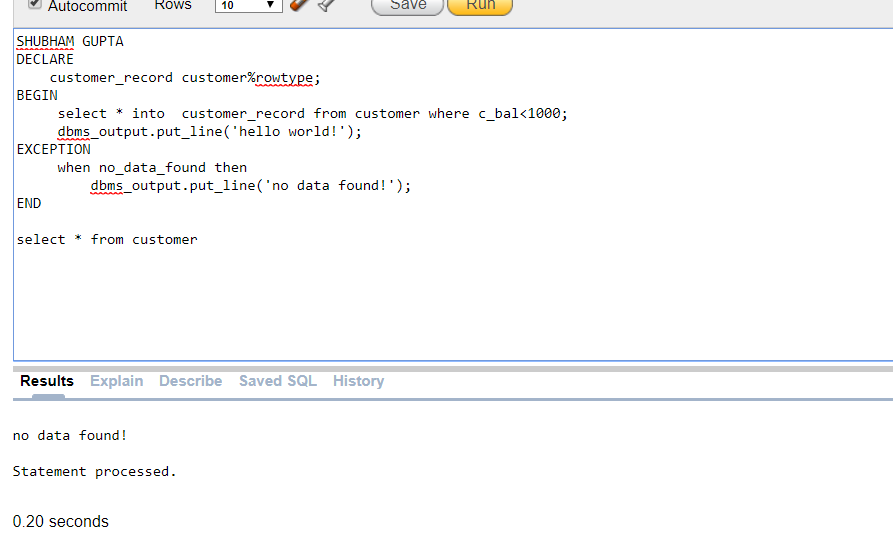 Autocommit Rows 10 Save Run
SHUBHAM GUPTA
DECLARE
    customer_record customer%rowtype;
BEGIN
     select * into  customer_record from customer where c_bal<1000;
     dbms_output.put_line('hello world!');
EXCEPTION
     when no_data_found then
         dbms_output.put_line('no data found!');
END
select * from customer
Results Explain Describe Saved SQL History
no data found!
Statement processed.
0.20 seconds